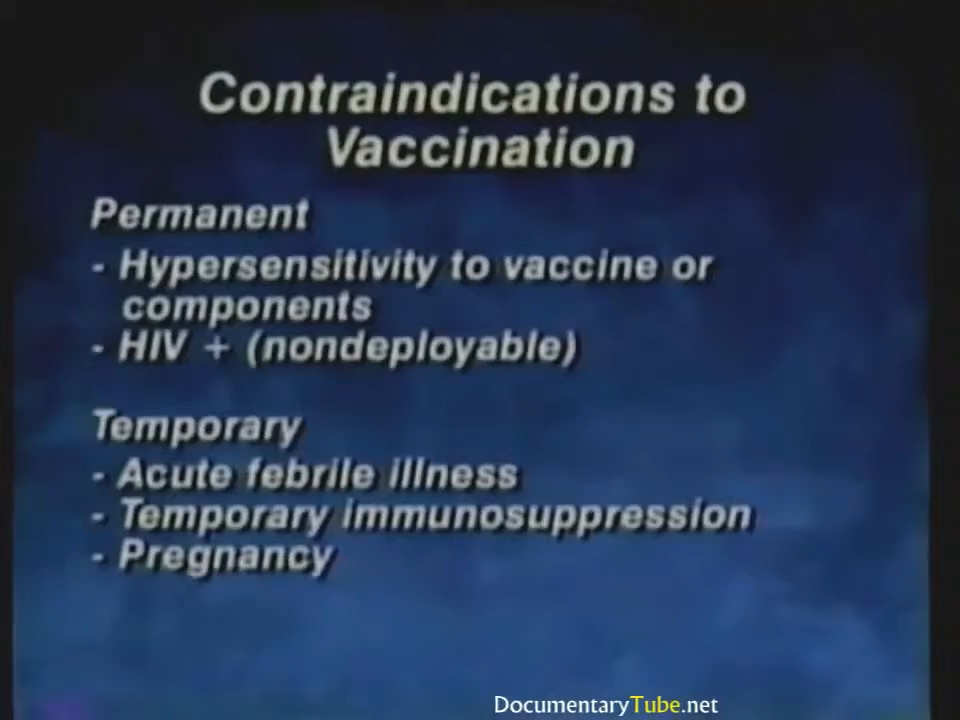 Contraindications to
Vaccination
Permanent
- Hypersensitivity to vaccine or
components
- HIV + (nondeployable)
Temporary
- Acute febrile illness
- Temporary immunosuppression
- Pregnancy
DocumentaryTube.net